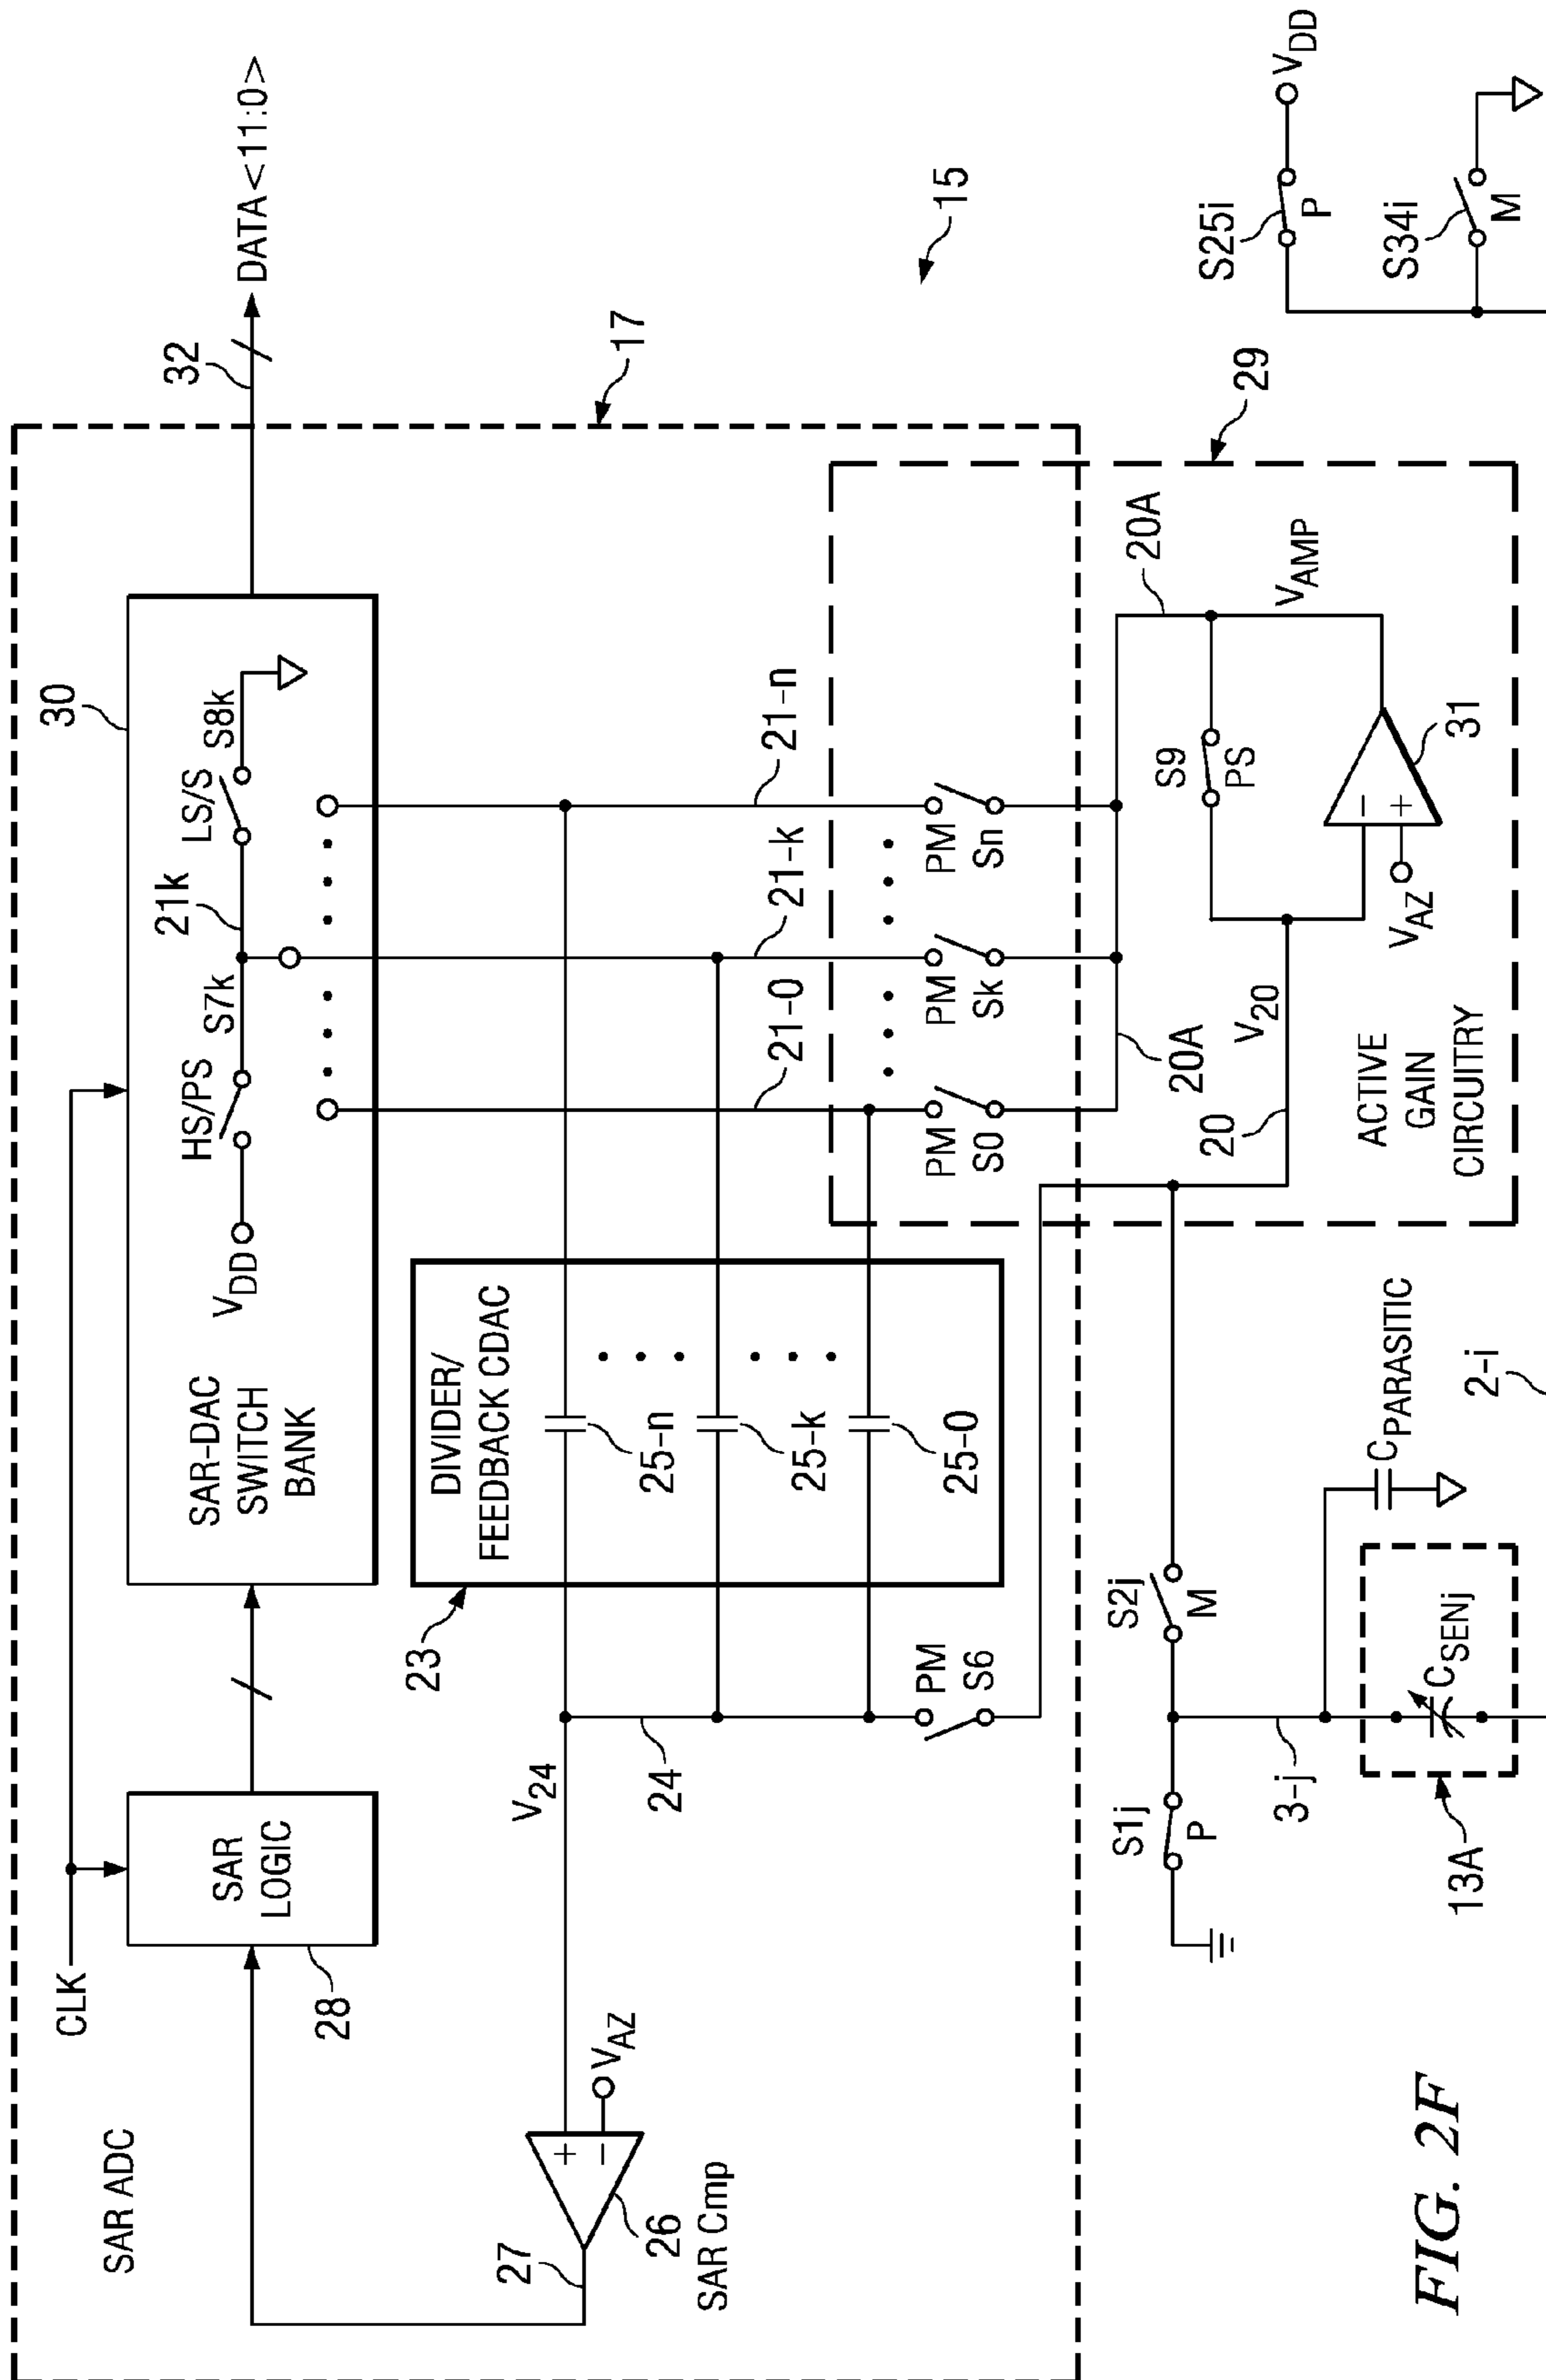 SAR ADC
CLK
SAR
LOGIC
28
30
SAR-DAC
SWITCH
BANK
VDD
HS/PS
S7k
21k
LS/S
S8k
32
DATA<11:0>
17
15
27
26
SAR Cmp
+
−
VAZ
V24
24
23
DIVIDER/
FEEDBACK CDAC
25-n
25-k
25-0
21-0
21-k
21-n
PM
S6
PM
S0
PM
Sk
PM
Sn
29
20A
20A
VAMP
S9
PS
V20
20
−
+
VAZ
31
ACTIVE
GAIN
CIRCUITRY
S1j
P
S2j
M
3-j
CSENj
13A
CPARASITIC
2-i
S25i
P
VDD
S34i
M
FIG. 2F